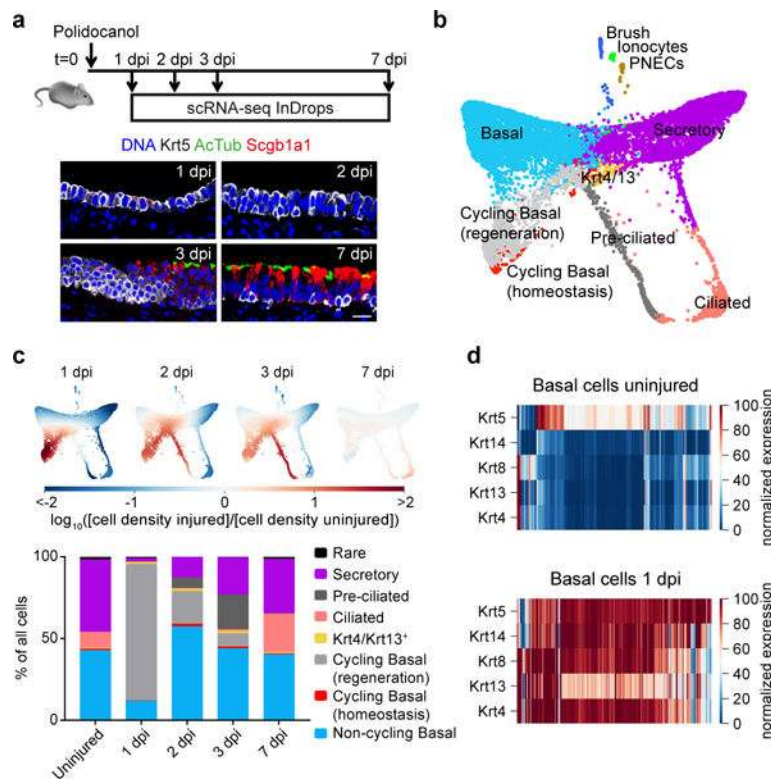 a
Polidocanol
t=0 1 dpi 2 dpi 3 dpi 7 dpi
scRNA-seq InDrops
DNA Krt5 AcTub Scgb1a1
1 dpi 2 dpi
3 dpi 7 dpi
b
Brush
Ionocytes
PNECs
Basal
Secretory
Krt4/13+
Cycling Basal
(regeneration)
Pre-ciliated
Cycling Basal
(homeostasis)
Ciliated
c
1 dpi 2 dpi 3 dpi 7 dpi
<-2 -1 0 1 >2
log10([cell density injured]/[cell density uninjured])
% of all cells
100
50
0
Uninjured
1 dpi
2 dpi
3 dpi
7 dpi
Rare
Secretory
Pre-ciliated
Ciliated
Krt4/Krt13+
Cycling Basal
(regeneration)
Cycling Basal
(homeostasis)
Non-cycling Basal
d
Basal cells uninjured
Krt5
Krt14
Krt8
Krt13
Krt4
100
80
60
40
20
0
normalized expression
Basal cells 1 dpi
Krt5
Krt14
Krt8
Krt13
Krt4
100
80
60
40
20
0
normalized expression